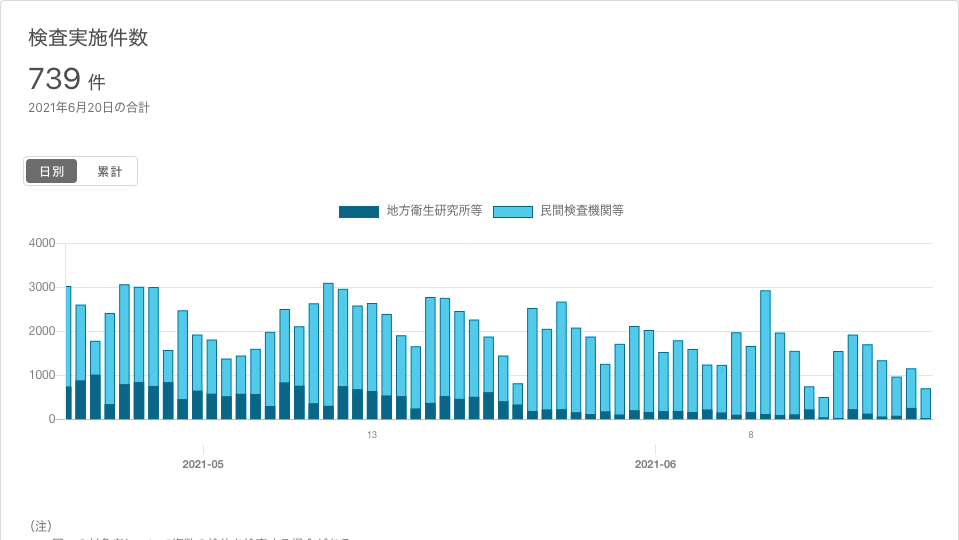 検査実施件数
739 件
2021年6月20日の合計
日別 累計
地方衛生研究所等 民間検査機関等
4000
3000
2000
1000
0
13 8
2021-05 2021-06
（注）